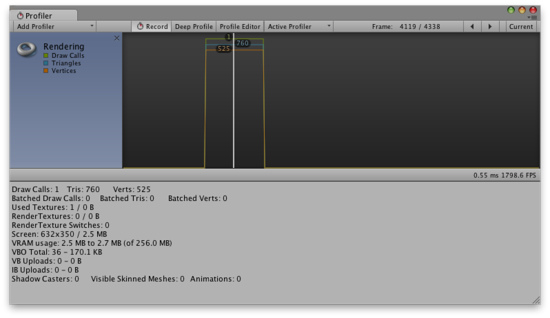 Profiler
Add Profiler Record Deep Profile Profile Editor Active Profiler Frame: 4119 / 4338 Current
Rendering
Draw Calls
Triangles
Vertices
1
760
525
0.55 ms 1798.6 FPS
Draw Calls: 1 Tris: 760 Verts: 525
Batched Draw Calls: 0 Batched Tris: 0 Batched Verts: 0
Used Textures: 1 / 0 B
RenderTextures: 0 / 0 B
RenderTexture Switches: 0
Screen: 632x350 / 2.5 MB
VRAM usage: 2.5 MB to 2.7 MB (of 256.0 MB)
VBO Total: 36 - 170.1 KB
VB Uploads: 0 - 0 B
IB Uploads: 0 - 0 B
Shadow Casters: 0 Visible Skinned Meshes: 0 Animations: 0